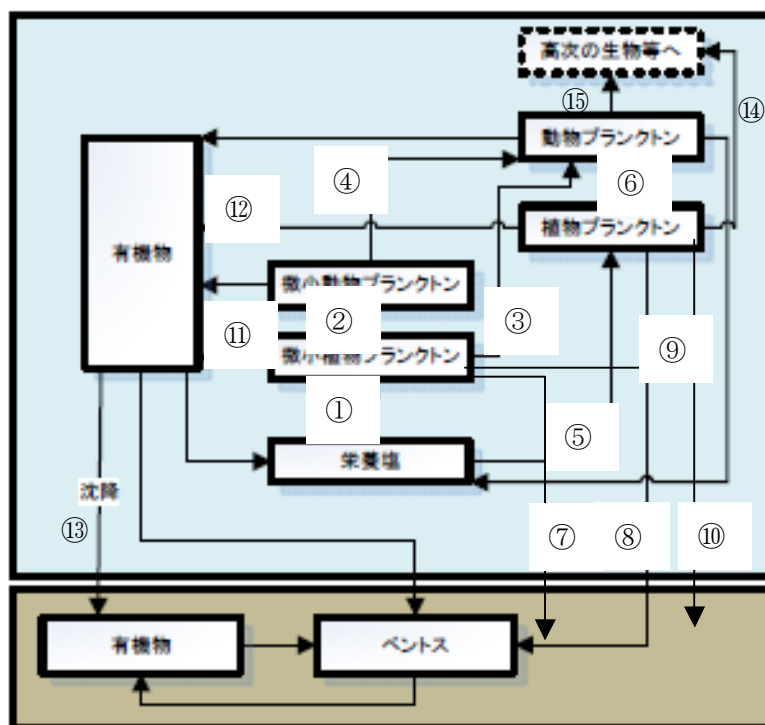 高次の生物等へ
⑮
⑭
動物プランクトン
④
⑥
⑫
植物プランクトン
有機物
微小動物プランクトン
②
③
⑪
微小植物プランクトン
⑨
①
⑤
栄養塩
沈降
⑬
⑦
⑧
⑩
有機物
ベントス